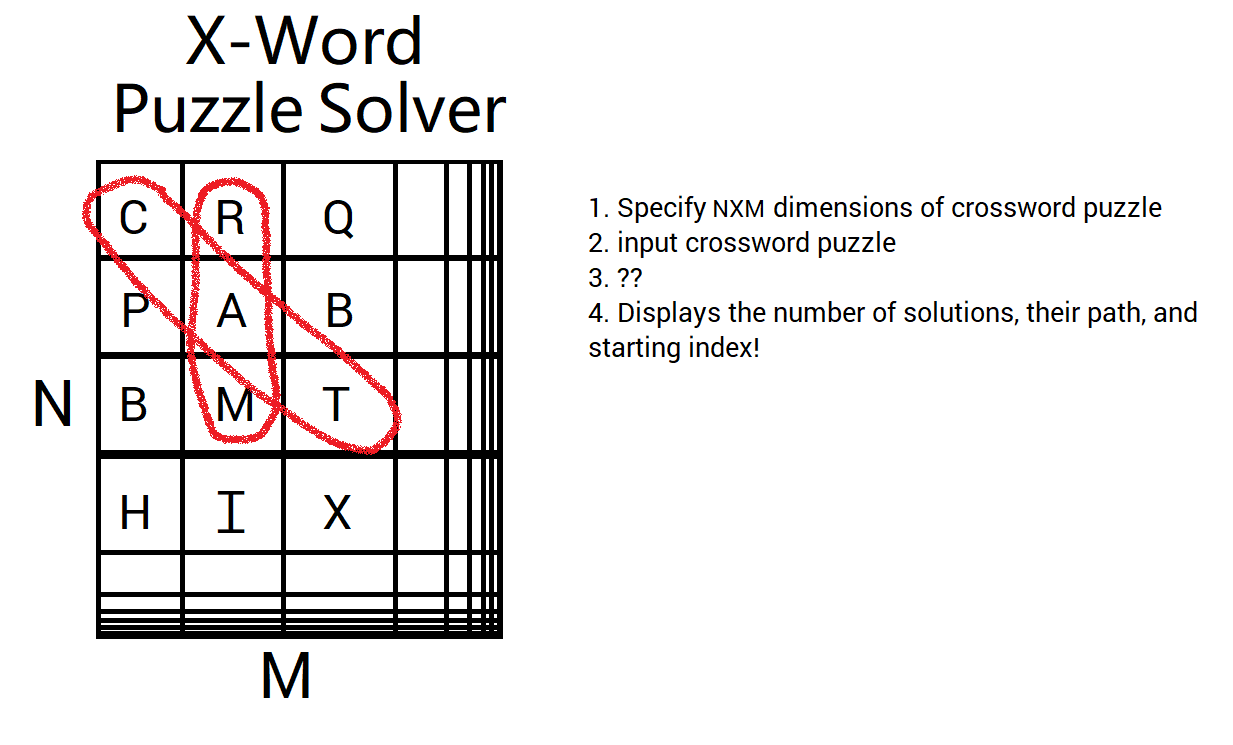 X-Word
Puzzle Solver
C R Q
P A B
N
B M T
H I X
M
1. Specify NXM dimensions of crossword puzzle
2. input crossword puzzle
3. ??
4. Displays the number of solutions, their path, and
starting index!